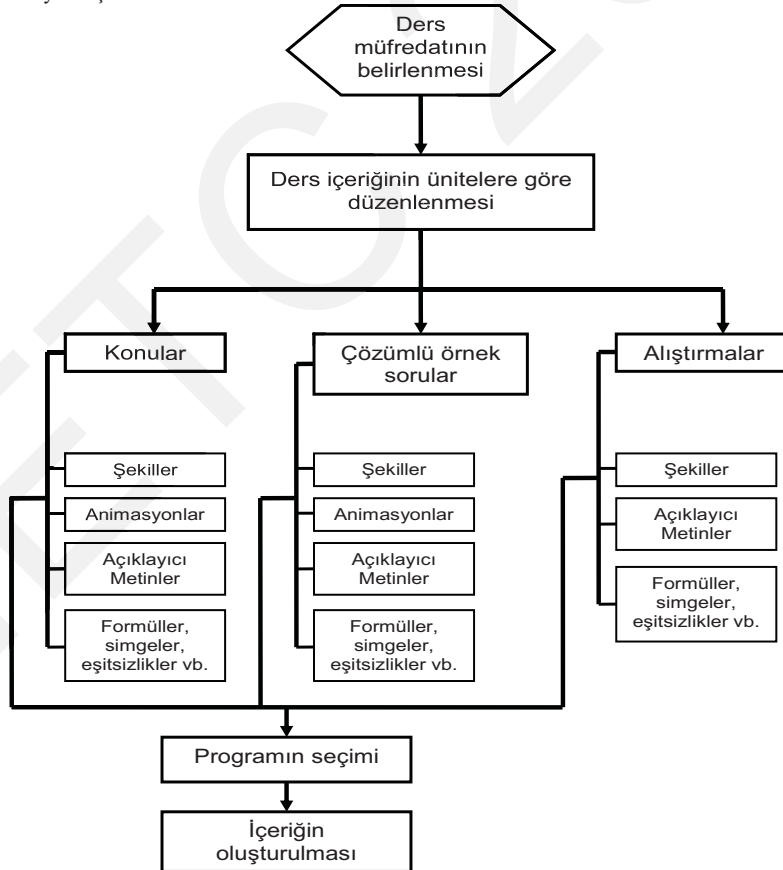 Ders
müfredatının
belirlenmesi
Ders içeriğinin ünitelere göre
düzenlenmesi
Konular
Şekiller
Animasyonlar
Açıklayıcı
Metinler
Formüller,
simgeler,
eşitsizlikler vb.
Çözümlü örnek
sorular
Şekiller
Animasyonlar
Açıklayıcı
Metinler
Formüller,
simgeler,
eşitsizlikler vb.
Alıştırmalar
Şekiller
Açıklayıcı
Metinler
Formüller,
simgeler,
eşitsizlikler vb.
Programın seçimi
İçeriğin
oluşturulması